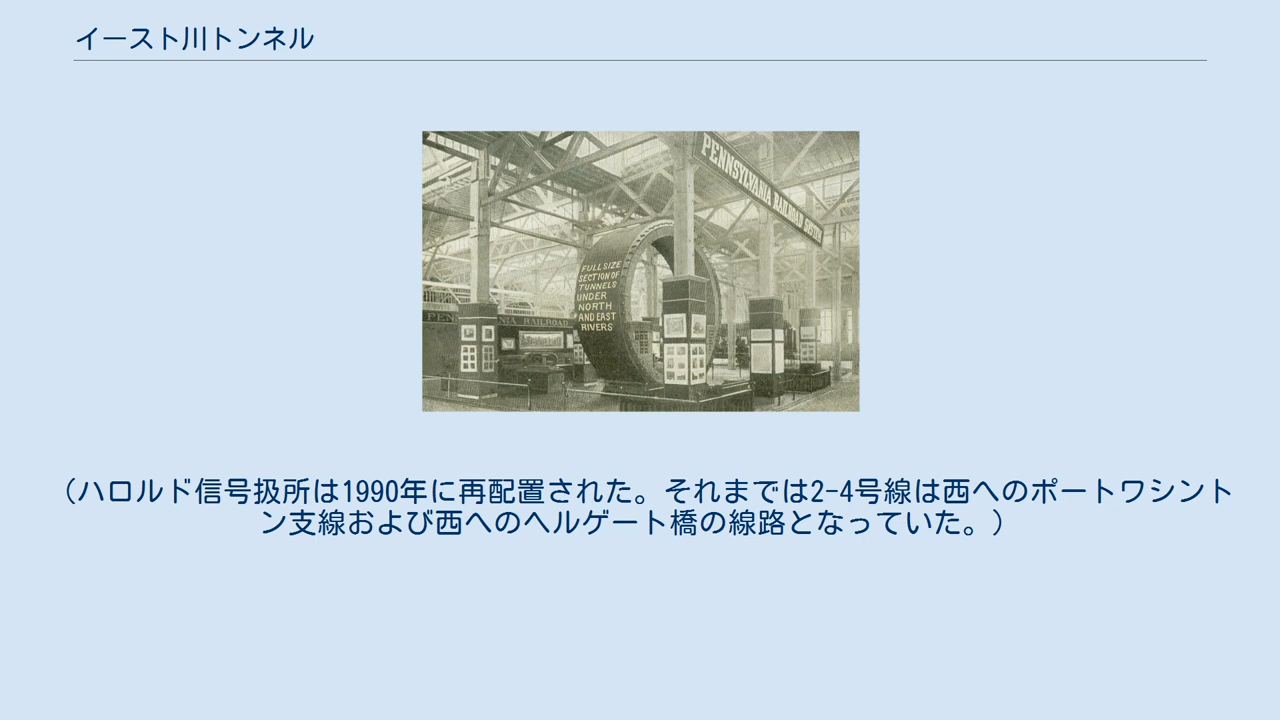 イースト川トンネル
PENNSYLVANIA RAILROAD SYSTEM
FULL SIZE
SECTION OF
TUNNELS
UNDER
NORTH
AND EAST
RIVERS
PEN
NIA RAILROAD
（ハロルド信号扱所は1990年に再配置された。それまでは2-4号線は西へのポートワシント
ン支線および西へのヘルゲート橋の線路となっていた。）